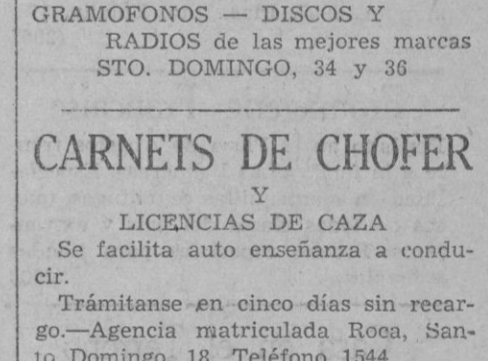 GRAMOFONOS — DISCOS Y
RADIOS de las mejores marcas
STO. DOMINGO, 34 y 36
CARNETS DE CHOFER
Y
LICENCIAS DE CAZA
Se facilita auto enseñanza a condu-
cir.
Trámitanse en cinco días sin recar-
go.—Agencia matriculada Roca, San-
to Domingo, 18. Teléfono 1544